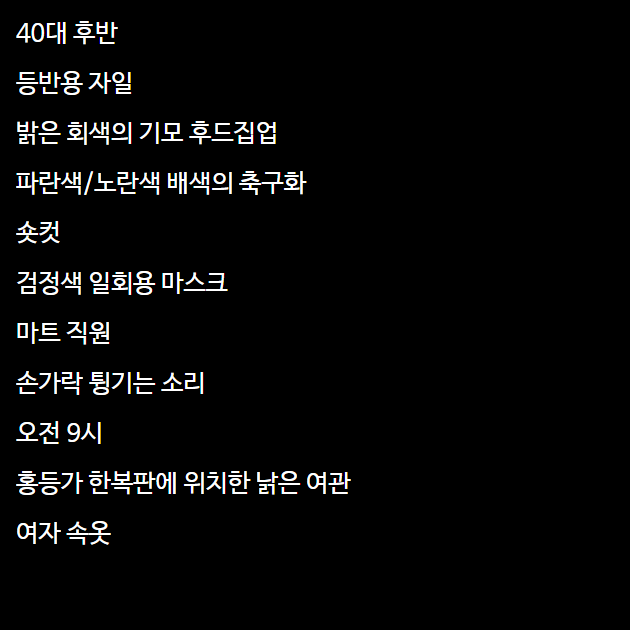 40대 후반
등반용 자일
밝은 회색의 기모 후드집업
파란색/노란색 배색의 축구화
숏컷
검정색 일회용 마스크
마트 직원
손가락 튕기는 소리
오전 9시
홍등가 한복판에 위치한 낡은 여관
여자 속옷